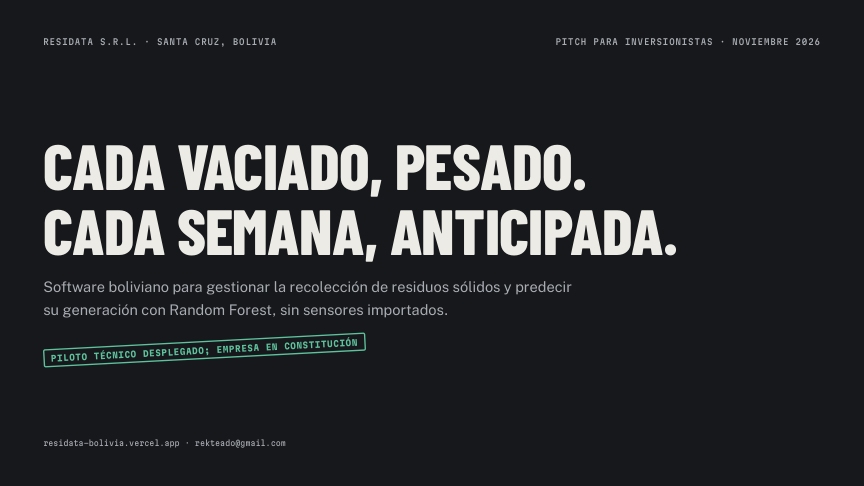 RESIDATA S.R.L. · SANTA CRUZ, BOLIVIA
PITCH PARA INVERSIONISTAS · NOVIEMBRE 2026
CADA VACIADO, PESADO.
CADA SEMANA, ANTICIPADA.
Software boliviano para gestionar la recolección de residuos sólidos y predecir
su generación con Random Forest, sin sensores importados.
PILOTO TÉCNICO DESPLEGADO; EMPRESA EN CONSTITUCIÓN
residata-bolivia.vercel.app · rekteado@gmail.com